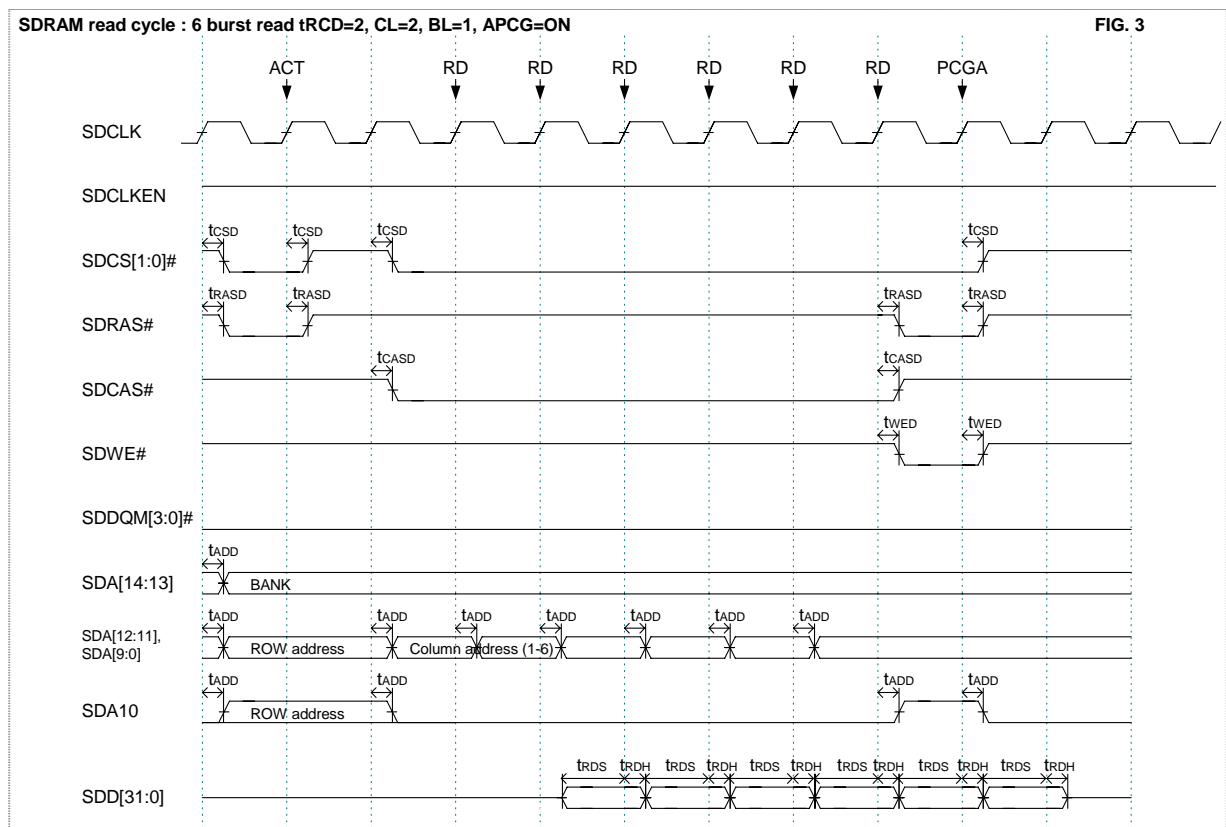 SDRAM read cycle : 6 burst read tRCD=2, CL=2, BL=1, APCG=ON FIG. 3
ACT RD RD RD RD RD RD PCGA
SDCLK
SDCLKEN
tCSD tCSD tCSD tCSD
SDCS[1:0]#
tRASD tRASD tRASD tRASD
SDRAS#
tCASD tCASD
SDCAS#
tWED tWED
SDWE#
SDDQM[3:0]#
tADD
SDA[14:13] BANK
tADD tADD tADD tADD tADD tADD tADD
SDA[12:11],
SDA[9:0] ROW address Column address (1-6)
tADD tADD tADD tADD
SDA10 ROW address
tRDS tRDH tRDS tRDH tRDS tRDH tRDS tRDH tRDS tRDH tRDS tRDH
SDD[31:0]